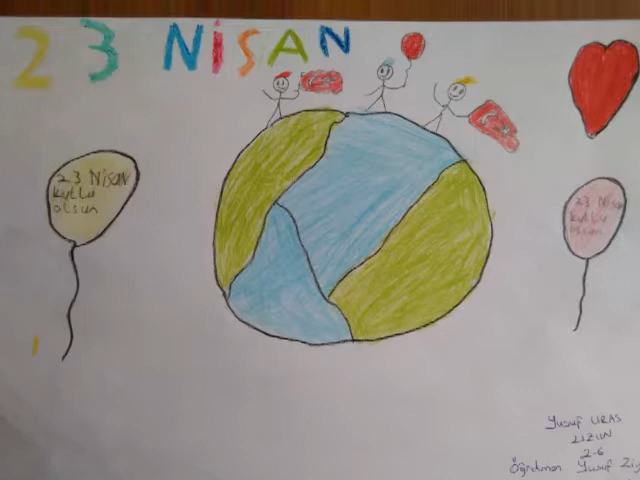 23 NiSAN
23 NiSAN
kutlu
olsun
23 NiSAN
kutlu
olsun
Yusuf URAS
UZUN
2-6
Öğretmen Yusuf